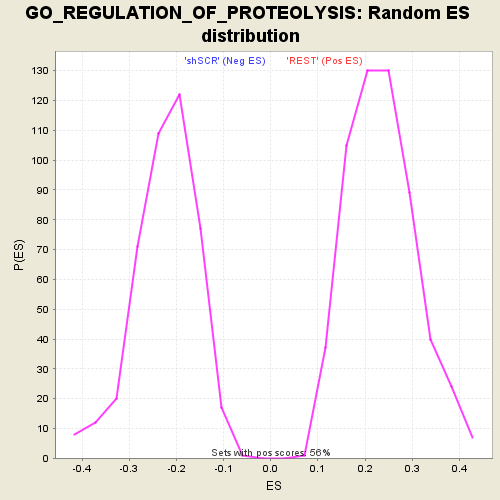 GO_REGULATION_OF_PROTEOLYSIS: Random ES
distribution
'shSCR' (Neg ES) 'REST' (Pos ES)
130
120
110
100
90
80
70
60
50
40
30
20
10
0
P(ES)
Sets with pos scores: 56%
-0.4 -0.3 -0.2 -0.1 0.0 0.1 0.2 0.3 0.4
ES